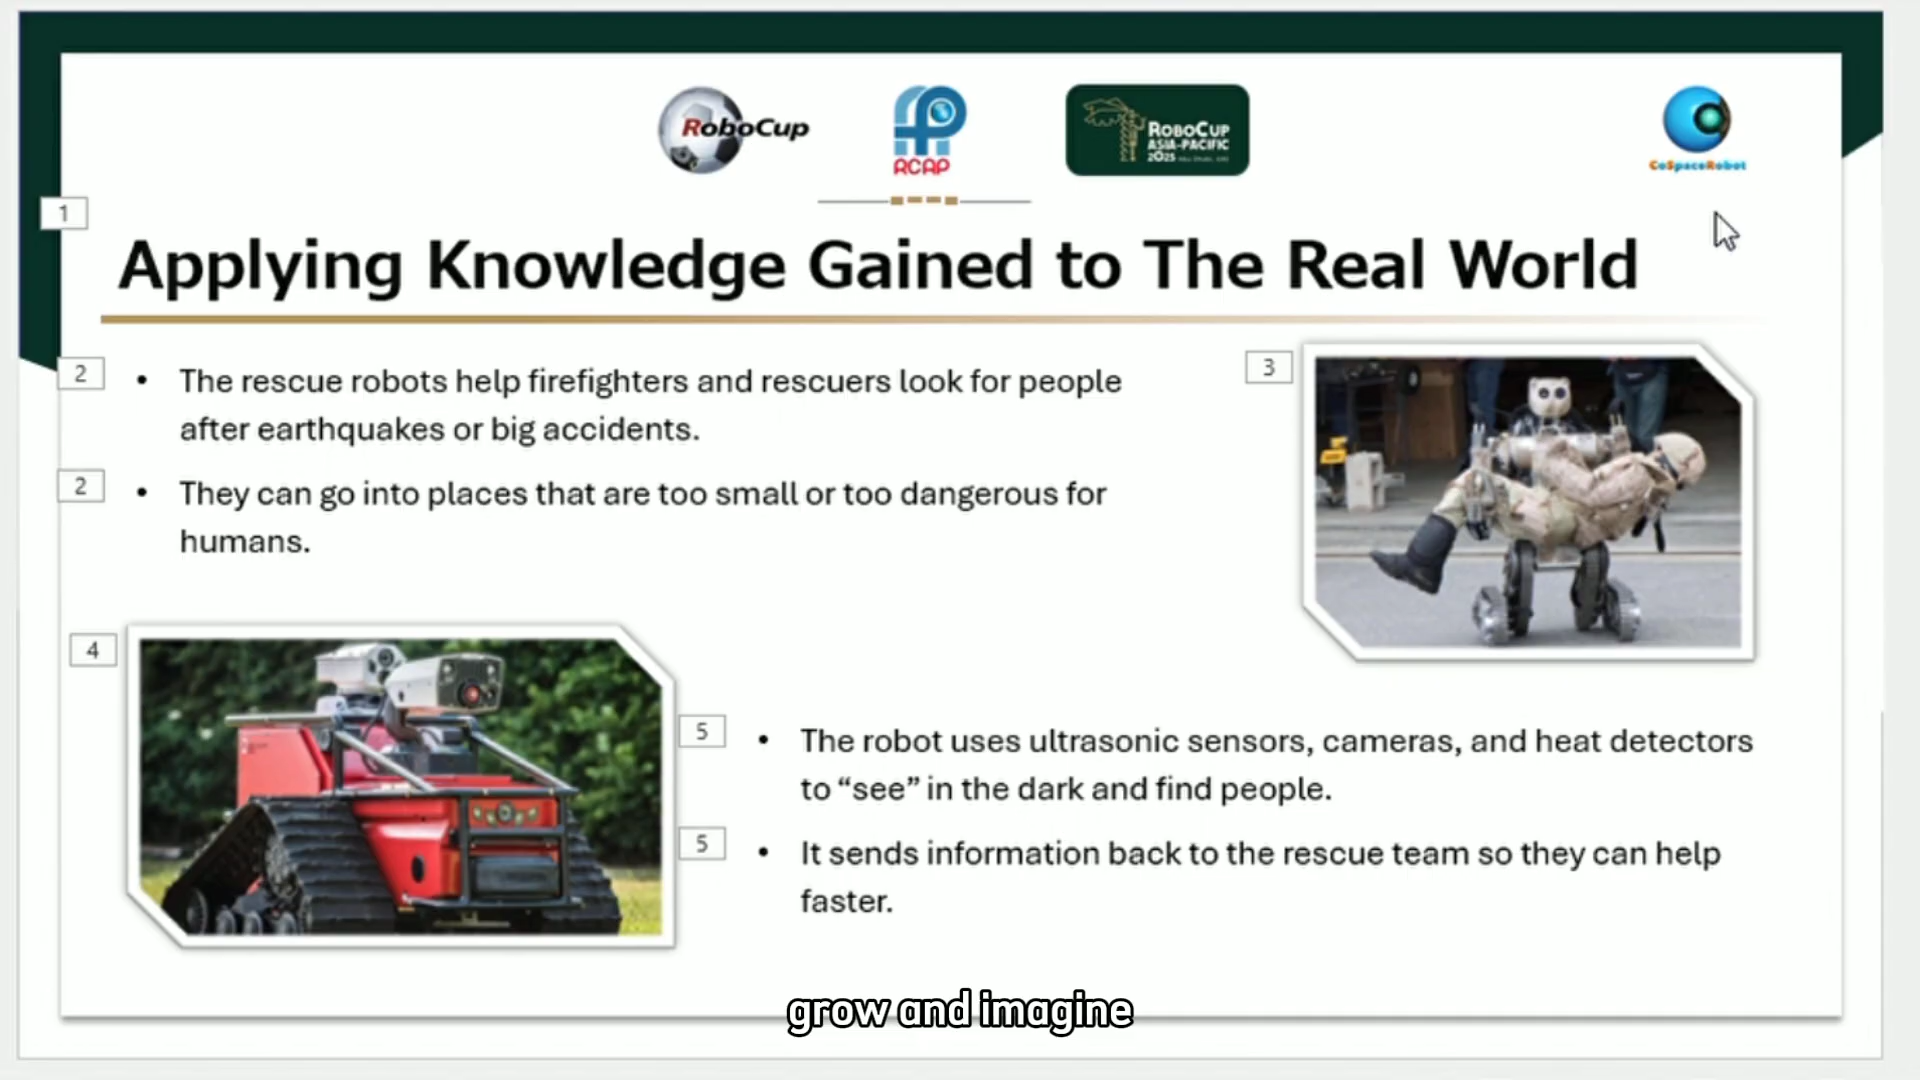 RoboCup
RCAP
ROBOCUP
ASIA-PACIFIC
2025 Abu Dhabi, UAE
CoSpaceRobot
1
Applying Knowledge Gained to The Real World
2
• The rescue robots help firefighters and rescuers look for people
after earthquakes or big accidents.
2
• They can go into places that are too small or too dangerous for
humans.
3
4
5
• The robot uses ultrasonic sensors, cameras, and heat detectors
to “see” in the dark and find people.
5
• It sends information back to the rescue team so they can help
faster.
grow and imagine